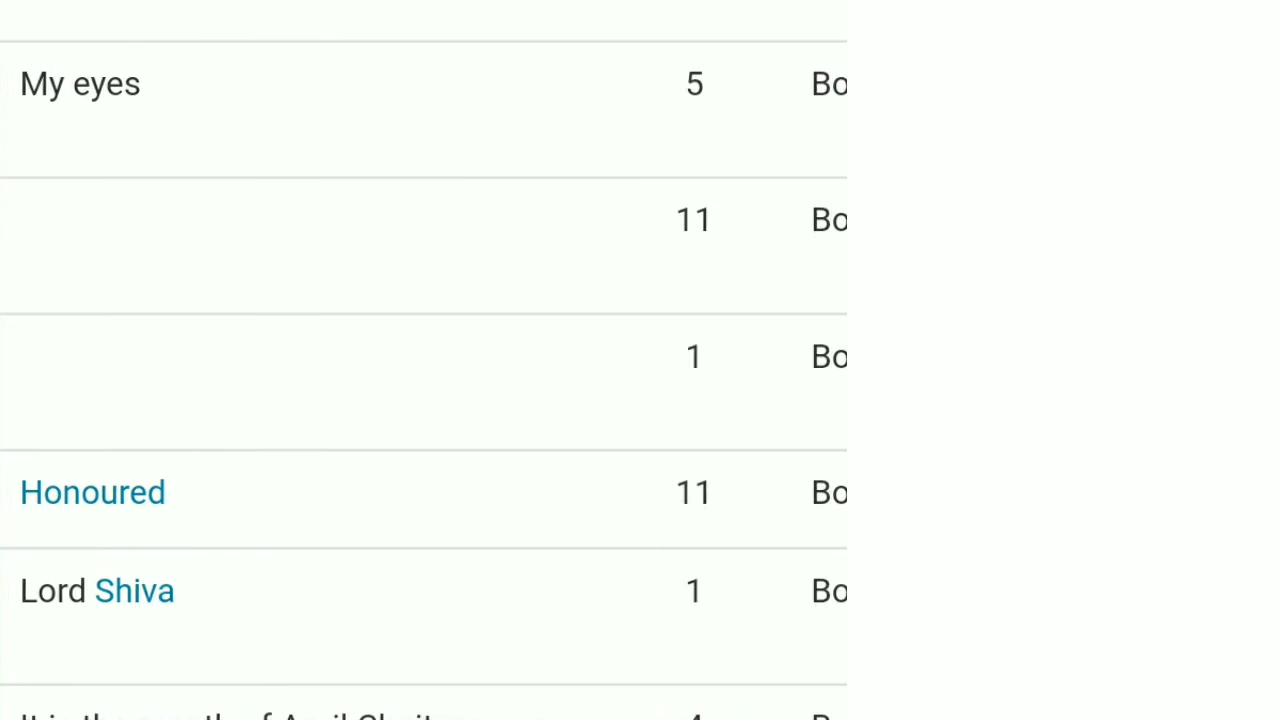 My eyes 5 Bo
11 Bo
1 Bo
Honoured 11 Bo
Lord Shiva 1 Bo